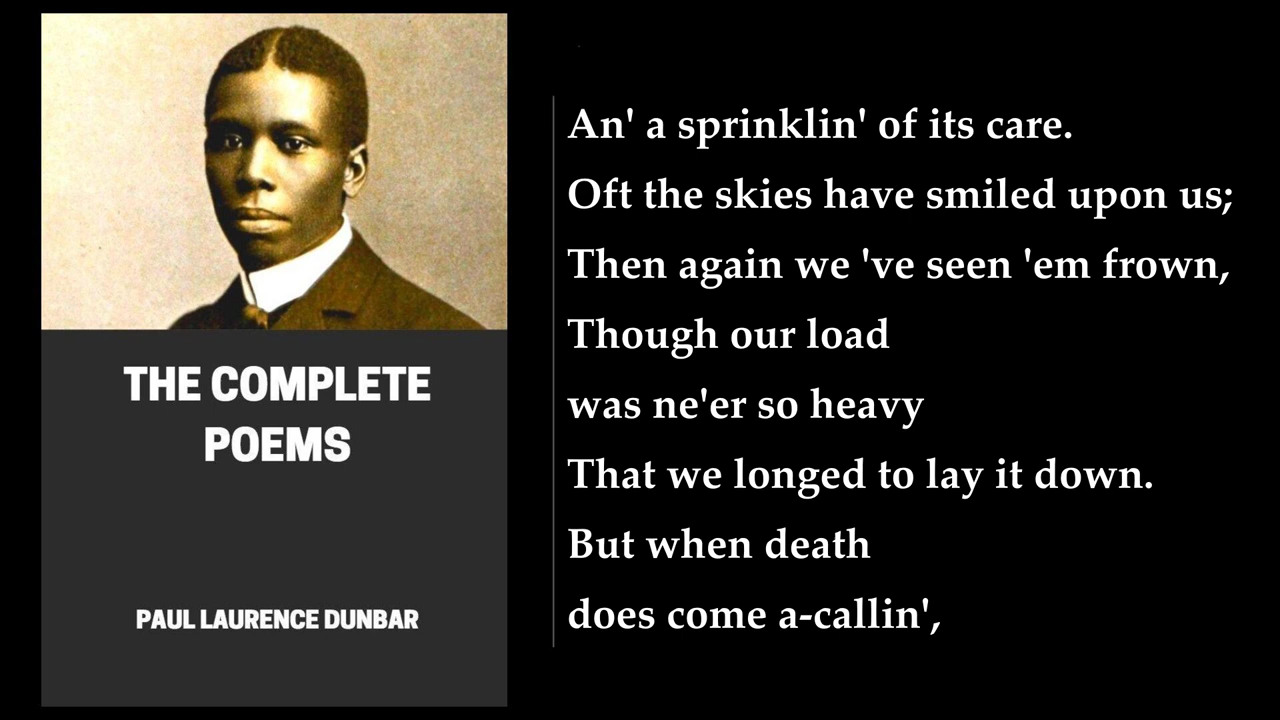 THE COMPLETE
POEMS
PAUL LAURENCE DUNBAR
An' a sprinklin' of its care.
Oft the skies have smiled upon us;
Then again we 've seen 'em frown,
Though our load
was ne'er so heavy
That we longed to lay it down.
But when death
does come a-callin',